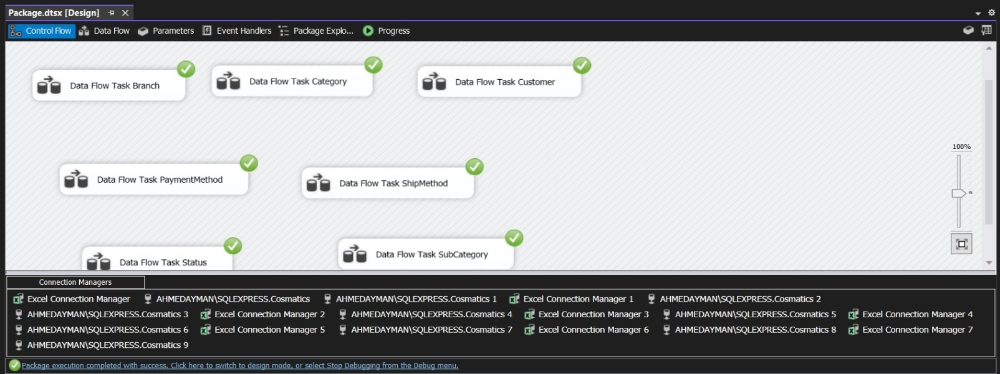 Package.dtsx [Design]
Control Flow Data Flow Parameters Event Handlers Package Explo... Progress
Data Flow Task Branch
Data Flow Task Category
Data Flow Task Customer
100%
Data Flow Task PaymentMethod
Data Flow Task ShipMethod
Data Flow Task Status
Data Flow Task SubCategory
Connection Managers
Excel Connection Manager AHMEDAYMAN\SQLEXPRESS.Cosmatics AHMEDAYMAN\SQLEXPRESS.Cosmatics 1 Excel Connection Manager 1 AHMEDAYMAN\SQLEXPRESS.Cosmatics 2
AHMEDAYMAN\SQLEXPRESS.Cosmatics 3 Excel Connection Manager 2 AHMEDAYMAN\SQLEXPRESS.Cosmatics 4 Excel Connection Manager 3 AHMEDAYMAN\SQLEXPRESS.Cosmatics 5 Excel Connection Manager 4
AHMEDAYMAN\SQLEXPRESS.Cosmatics 6 Excel Connection Manager 5 AHMEDAYMAN\SQLEXPRESS.Cosmatics 7 Excel Connection Manager 6 AHMEDAYMAN\SQLEXPRESS.Cosmatics 8 Excel Connection Manager 7
AHMEDAYMAN\SQLEXPRESS.Cosmatics 9
Package execution completed with success. Click here to switch to design mode, or select Stop Debugging from the Debug menu.